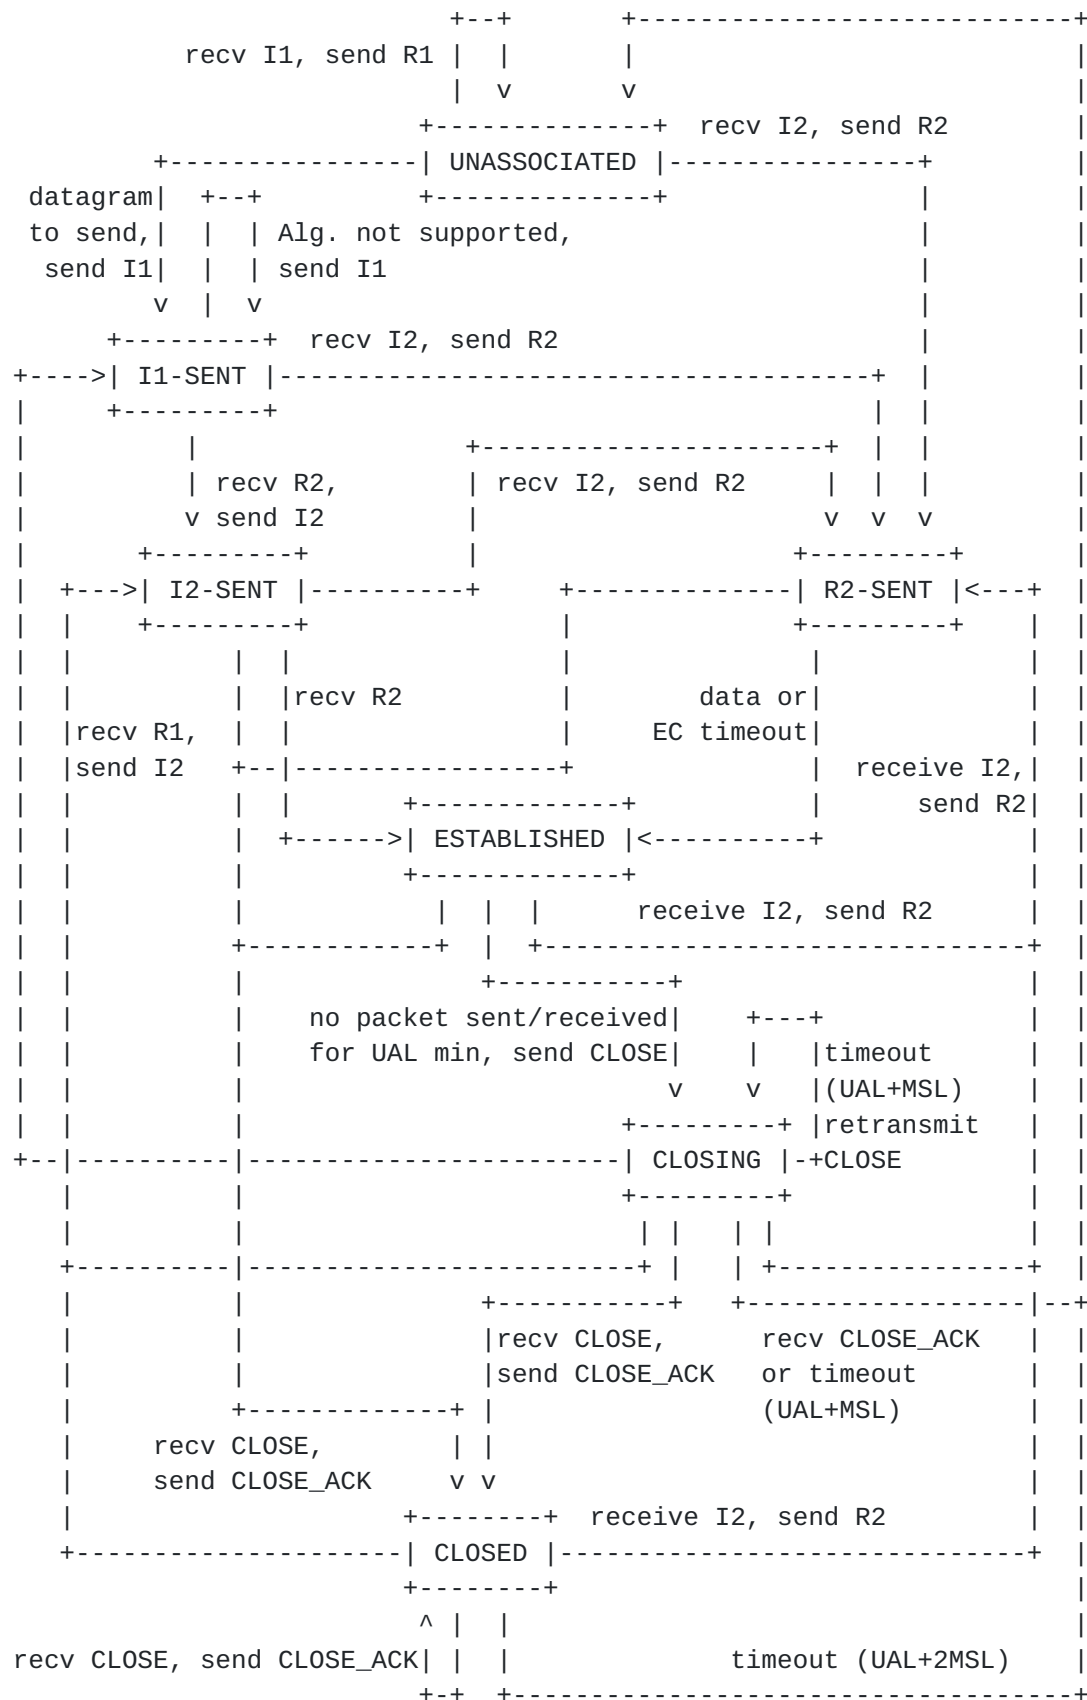 recv I1, send R1
recv I2, send R2
UNASSOCIATED
datagram
to send,
Alg. not supported,
send I1
send I1
recv I2, send R2
I1-SENT
recv R2,
recv I2, send R2
send I2
I2-SENT
R2-SENT
recv R2
data or
recv R1,
EC timeout
send I2
receive I2,
send R2
ESTABLISHED
receive I2, send R2
no packet sent/received
for UAL min, send CLOSE
timeout
(UAL+MSL)
retransmit
CLOSING
CLOSE
recv CLOSE,
recv CLOSE_ACK
send CLOSE_ACK
or timeout
(UAL+MSL)
recv CLOSE,
send CLOSE_ACK
receive I2, send R2
CLOSED
recv CLOSE, send CLOSE_ACK
timeout (UAL+2MSL)